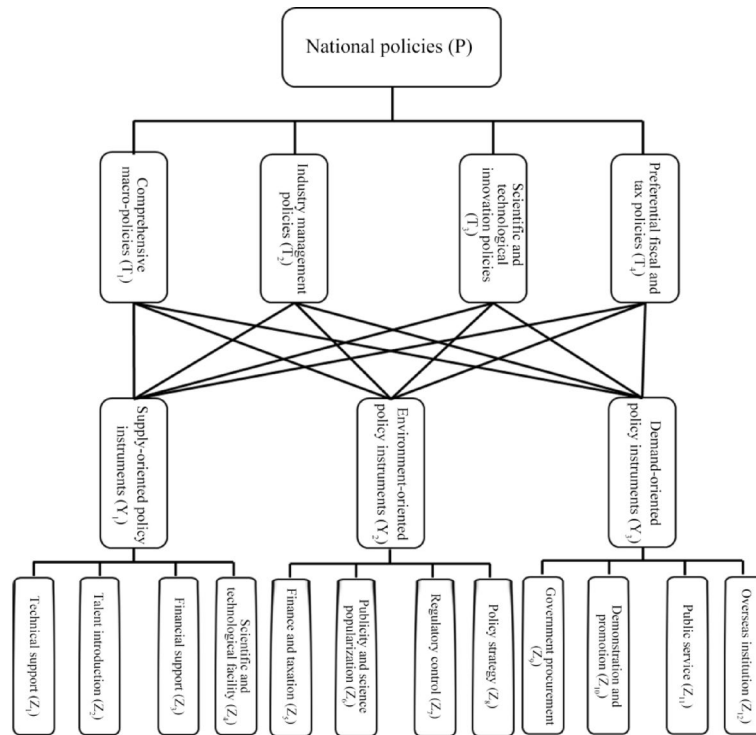 National policies (P)
Comprehensive
macro-policies (T₁)
Industry management
policies (T₂)
Scientific and
technological
innovation policies
(T₃)
Preferential fiscal and
tax policies (T₄)
Supply-oriented policy
instruments (Y₁)
Environment-oriented
policy instruments (Y₂)
Demand-oriented
policy instruments (Y₃)
Technical support (Z₁)
Talent introduction (Z₂)
Financial support (Z₃)
Scientific and
technological facility (Z₄)
Finance and taxation (Z₅)
Publicity and science
popularization (Z₆)
Regulatory control (Z₇)
Policy strategy (Z₈)
Government procurement
(Z₉)
Demonstration and
promotion (Z₁₀)
Public service (Z₁₁)
Overseas institution (Z₁₂)